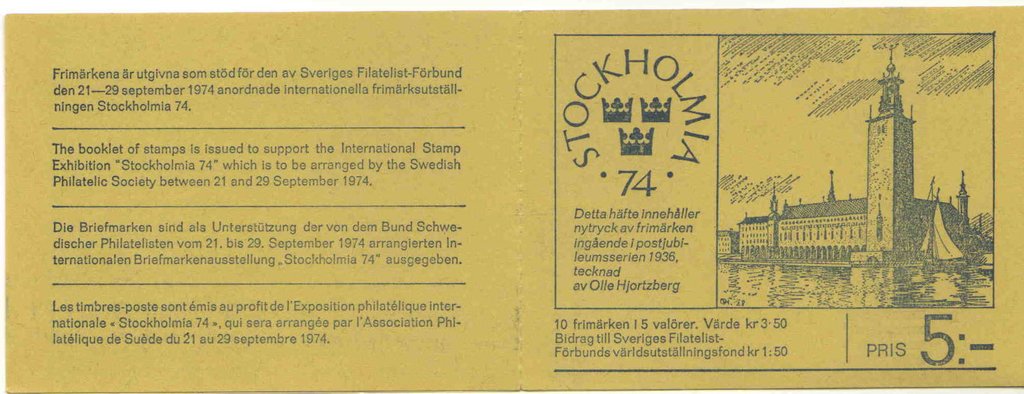 Frimärkena är utgivna som stöd för den av Sveriges Filatelist-Förbund
den 21—29 september 1974 anordnade internationella frimärksutställ-
ningen Stockholmia 74.
The booklet of stamps is issued to support the International Stamp
Exhibition "Stockholmia 74" which is to be arranged by the Swedish
Philatelic Society between 21 and 29 September 1974.
Die Briefmarken sind als Unterstützung der von dem Bund Schwe-
discher Philatelisten vom 21. bis 29. September 1974 arrangierten In-
ternationalen Briefmarkenausstellung „Stockholmia 74" ausgegeben.
Les timbres-poste sont émis au profit de l'Exposition philatélique inter-
nationale « Stockholmia 74 », qui sera arrangée par l'Association Phi-
latélique de Suède du 21 au 29 septembre 1974.
STOCKHOLMIA
· 74 ·
Detta häfte innehåller
nytryck av frimärken
ingående i postjubi-
leumsserien 1936,
tecknad
av Olle Hjortzberg
10 frimärken i 5 valörer. Värde kr 3·50
Bidrag till Sveriges Filatelist-
Förbunds världsutställningsfond kr 1:50
PRIS 5:-